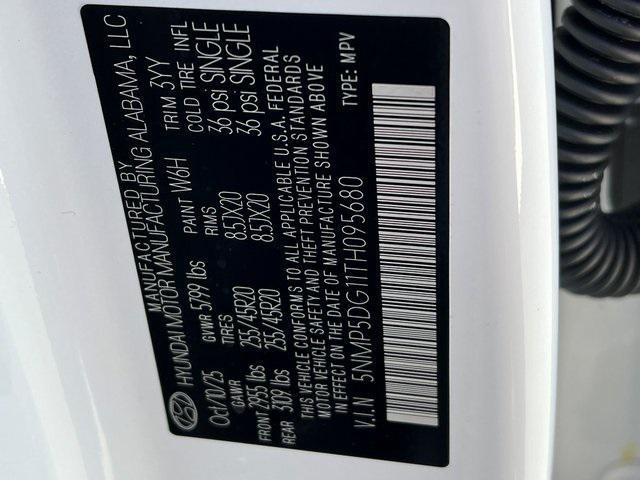 MANUFACTURED BY
HYUNDAI MOTOR MANUFACTURING ALABAMA, LLC
Oct/10/25 GVWR 5799 lbs PAINT W6H TRIM 3YY
GAWR TIRES RIMS COLD TIRE INFL
FRONT 2955 lbs 255/45R20 8.5JX20 36 psi SINGLE
REAR 3109 lbs 255/45R20 8.5JX20 36 psi SINGLE
THIS VEHICLE CONFORMS TO ALL APPLICABLE U.S.A. FEDERAL
MOTOR VEHICLE SAFETY AND THEFT PREVENTION STANDARDS
IN EFFECT ON THE DATE OF MANUFACTURE SHOWN ABOVE
V.I.N 5NMP5DG11TH095680 TYPE: MPV